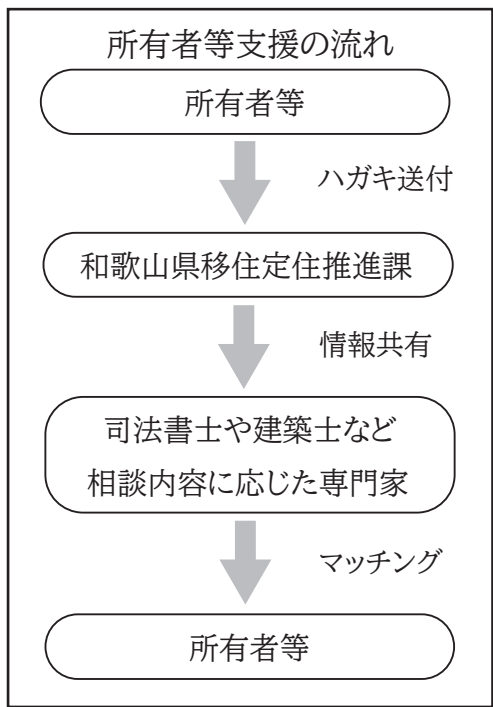 所有者等支援の流れ
所有者等
ハガキ送付
和歌山県移住定住推進課
情報共有
司法書士や建築士など
相談内容に応じた専門家
マッチング
所有者等